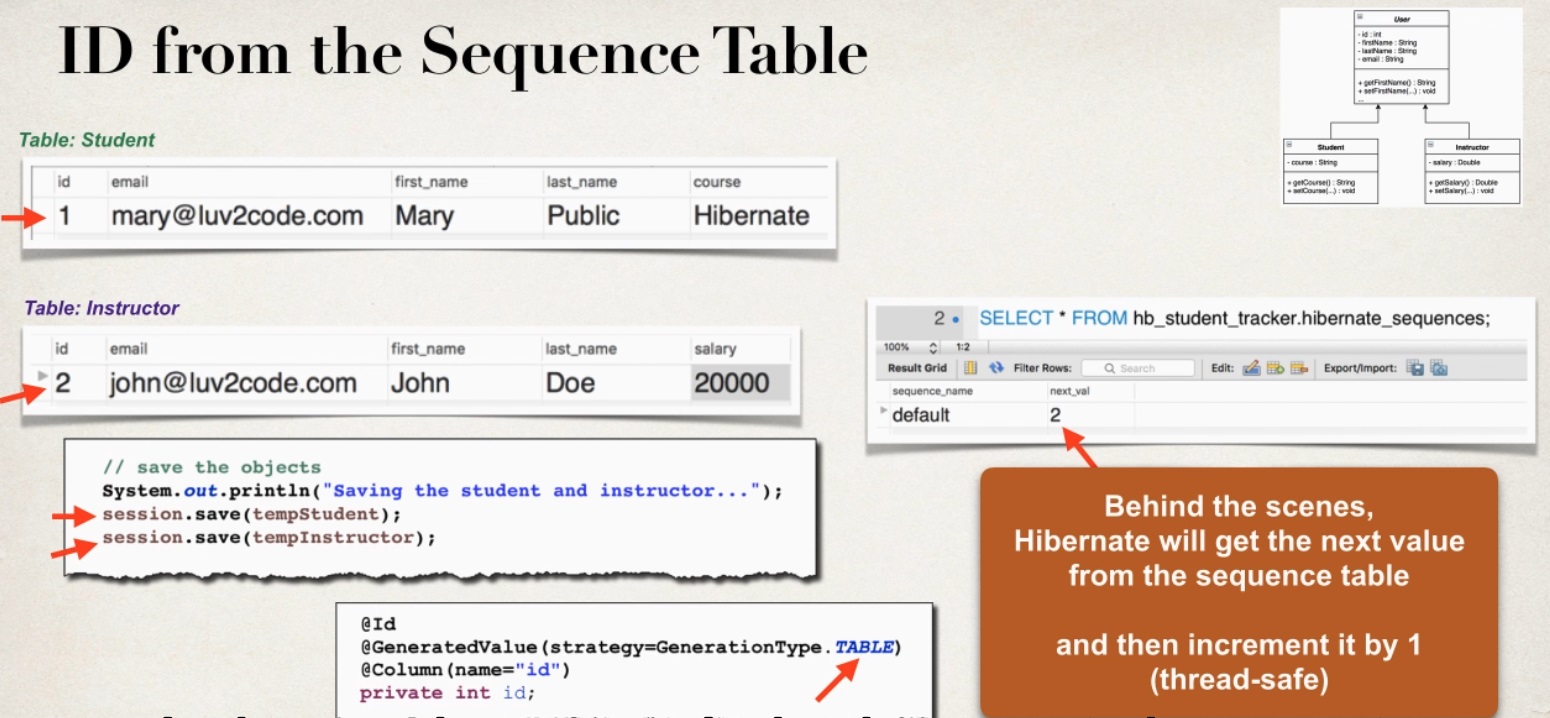 ID from the Sequence Table
User
- id : int
- firstName : String
- lastName : String
- email : String
+ getFirstName() : String
+ setFirstName(...) : void
...
Student
- course : String
+ getCourse() : String
+ setCourse(...) : void
Instructor
- salary : Double
+ getSalary() : Double
+ setSalary(...) : void
Table: Student
id email first_name last_name course
1 mary@luv2code.com Mary Public Hibernate
Table: Instructor
id email first_name last_name salary
2 john@luv2code.com John Doe 20000
2 SELECT * FROM hb_student_tracker.hibernate_sequences;
100% 1:2
Result Grid Filter Rows: Search Edit: Export/Import:
sequence_name next_val
default 2
// save the objects
System.out.println("Saving the student and instructor...");
session.save(tempStudent);
session.save(tempInstructor);
Behind the scenes,
Hibernate will get the next value
from the sequence table
and then increment it by 1
(thread-safe)
@Id
@GeneratedValue(strategy=GenerationType.TABLE)
@Column(name="id")
private int id;